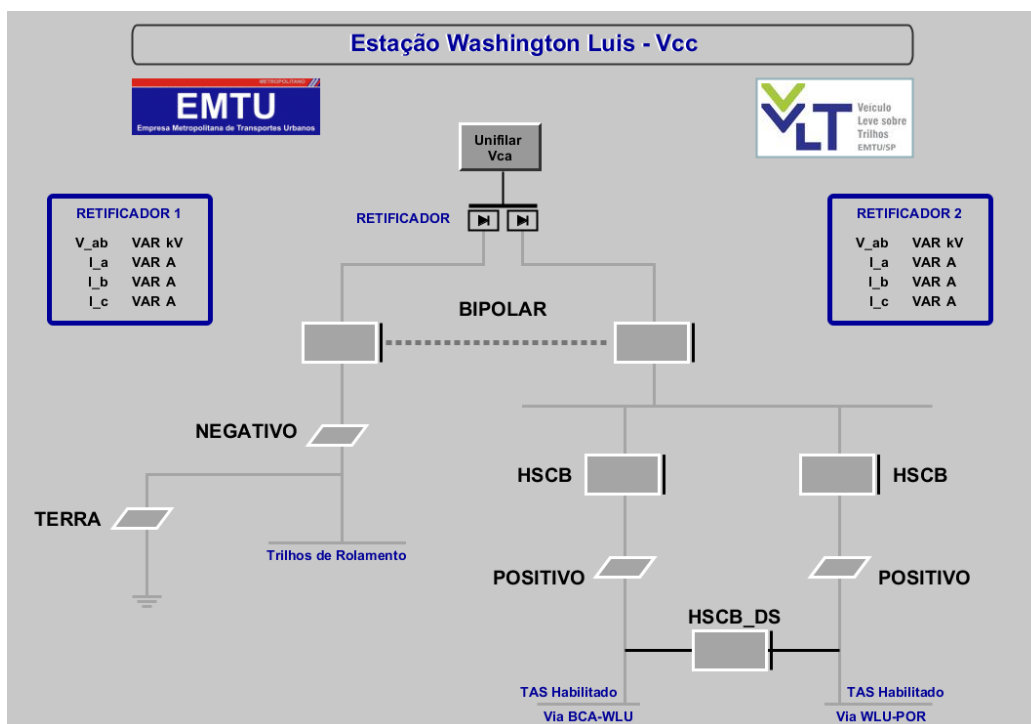 Estação Washington Luis - Vcc
METROPOLITANO
EMTU
Empresa Metropolitana de Transportes Urbanos
VLT
Veículo
Leve sobre
Trilhos
EMTU/SP
Unifilar
Vca
RETIFICADOR
RETIFICADOR 1
V_ab VAR kV
I_a VAR A
I_b VAR A
I_c VAR A
RETIFICADOR 2
V_ab VAR kV
I_a VAR A
I_b VAR A
I_c VAR A
BIPOLAR
NEGATIVO
TERRA
Trilhos de Rolamento
HSCB
HSCB
POSITIVO
POSITIVO
HSCB_DS
TAS Habilitado
Via BCA-WLU
TAS Habilitado
Via WLU-POR